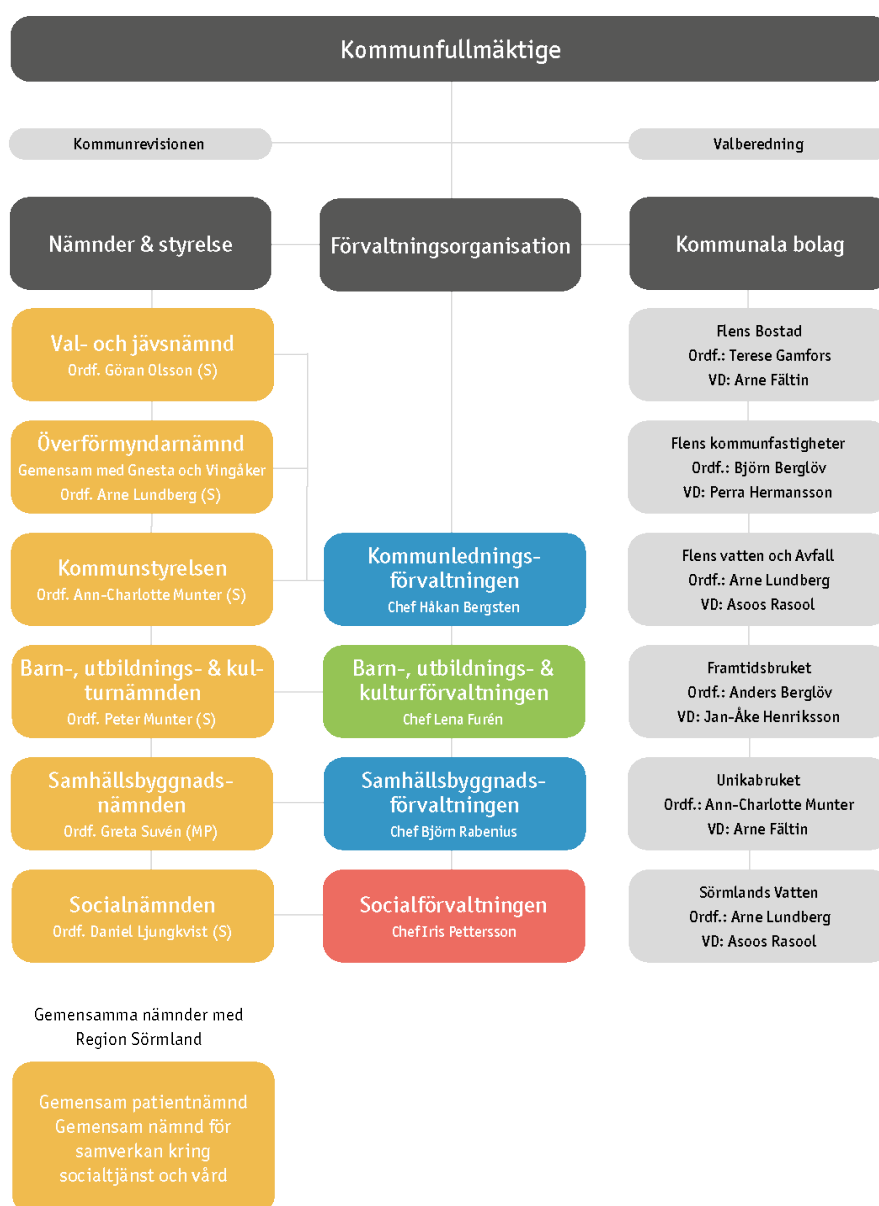 Kommunfullmäktige
Kommunrevisionen
Valberedning
Nämnder & styrelse
Förvaltningsorganisation
Kommunala bolag
Val- och jävsnämnd
Ordf. Göran Olsson (S)
Överförmyndarnämnd
Gemensam med Gnesta och Vingåker
Ordf. Arne Lundberg (S)
Kommunstyrelsen
Ordf. Ann-Charlotte Munter (S)
Barn-, utbildnings- & kul-
turnämnden
Ordf. Peter Munter (S)
Samhällsbyggnads-
nämnden
Ordf. Greta Suvén (MP)
Socialnämnden
Ordf. Daniel Ljungkvist (S)
Kommunlednings-
förvaltningen
Chef Håkan Bergsten
Barn-, utbildnings- &
kulturförvaltningen
Chef Lena Furén
Samhällsbyggnads-
förvaltningen
Chef Björn Rabenius
Socialförvaltningen
Chef Iris Pettersson
Flens Bostad
Ordf.: Terese Gamfors
VD: Arne Fältin
Flens kommunfastigheter
Ordf.: Björn Berglöv
VD: Perra Hermansson
Flens vatten och Avfall
Ordf.: Arne Lundberg
VD: Asoos Rasool
Framtidsbruket
Ordf.: Anders Berglöv
VD: Jan-Åke Henriksson
Unikabruket
Ordf.: Ann-Charlotte Munter
VD: Arne Fältin
Sörmlands Vatten
Ordf.: Arne Lundberg
VD: Asoos Rasool
Gemensamma nämnder med
Region Sörmland
Gemensam patientnämnd
Gemensam nämnd för
samverkan kring
socialtjänst och vård